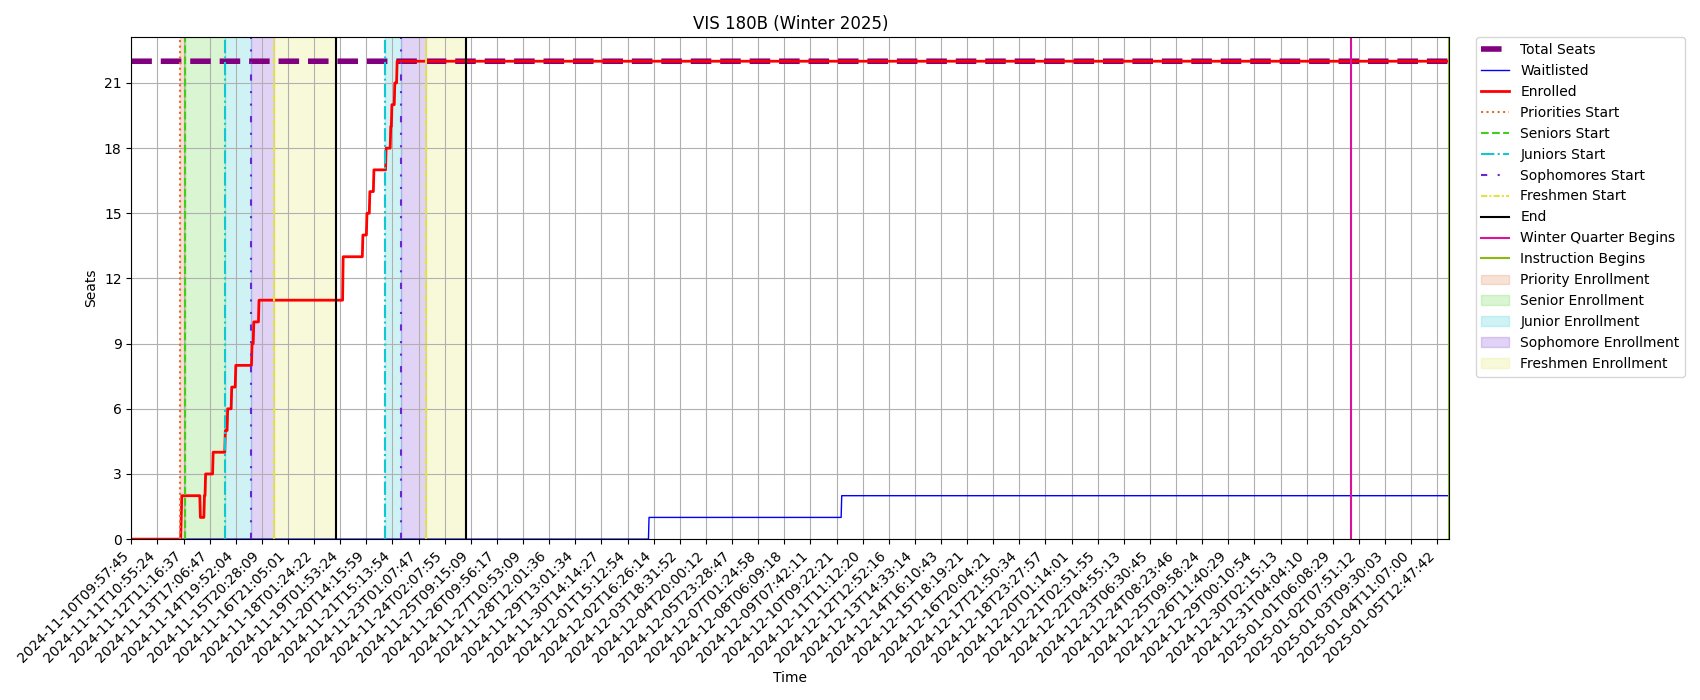 VIS 180B (Winter 2025)
Seats
21
18
15
12
9
6
3
0
2024-11-10T09:57:45
2024-11-11T10:55:24
2024-11-12T11:16:37
2024-11-13T17:06:47
2024-11-14T19:52:04
2024-11-15T20:28:09
2024-11-16T21:05:01
2024-11-18T01:24:22
2024-11-19T01:53:24
2024-11-20T14:15:59
2024-11-21T15:13:54
2024-11-23T01:07:47
2024-11-24T02:07:55
2024-11-25T09:15:09
2024-11-26T09:56:17
2024-11-27T10:53:09
2024-11-28T12:01:36
2024-11-29T13:01:34
2024-11-30T14:14:27
2024-12-01T15:12:54
2024-12-02T16:26:14
2024-12-03T18:31:52
2024-12-04T20:00:12
2024-12-05T23:28:47
2024-12-07T01:24:58
2024-12-08T06:09:18
2024-12-09T07:42:11
2024-12-10T09:22:21
2024-12-11T11:12:20
2024-12-12T12:52:16
2024-12-13T14:33:14
2024-12-14T16:10:43
2024-12-15T18:19:21
2024-12-16T20:04:21
2024-12-17T21:50:34
2024-12-18T23:27:57
2024-12-20T01:14:01
2024-12-21T02:51:55
2024-12-22T04:55:13
2024-12-23T06:30:45
2024-12-24T08:23:46
2024-12-25T09:58:24
2024-12-26T11:40:29
2024-12-29T00:10:54
2024-12-30T02:15:13
2024-12-31T04:04:10
2025-01-01T06:08:29
2025-01-02T07:51:12
2025-01-03T09:30:03
2025-01-04T11:07:00
2025-01-05T12:47:42
Time
Total Seats
Waitlisted
Enrolled
Priorities Start
Seniors Start
Juniors Start
Sophomores Start
Freshmen Start
End
Winter Quarter Begins
Instruction Begins
Priority Enrollment
Senior Enrollment
Junior Enrollment
Sophomore Enrollment
Freshmen Enrollment